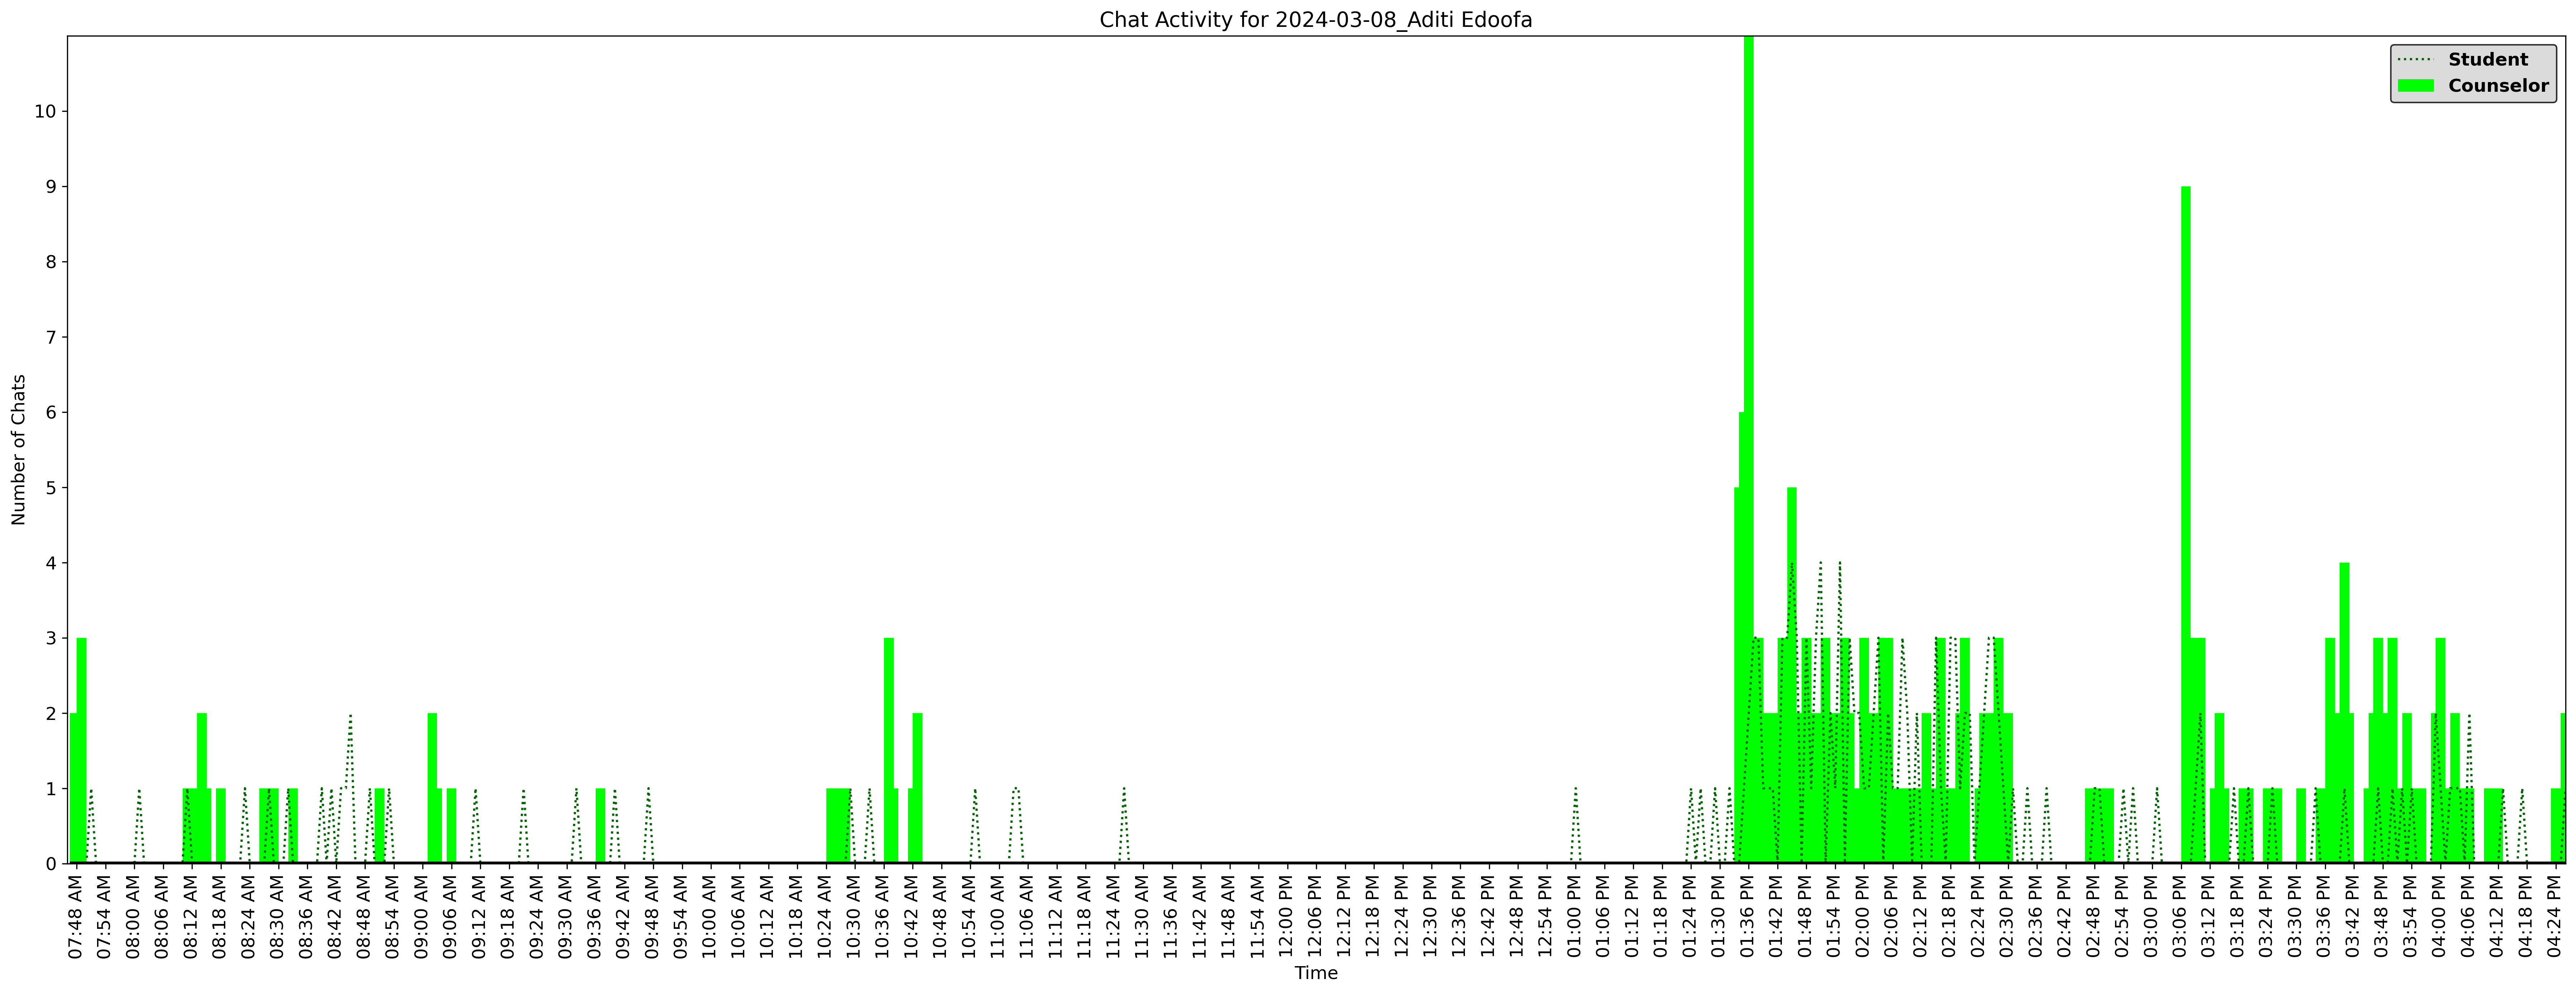 Chat Activity for 2024-03-08_Aditi Edoofa
Student
Counselor
Number of Chats
10
9
8
7
6
5
4
3
2
1
0
07:48 AM
07:54 AM
08:00 AM
08:06 AM
08:12 AM
08:18 AM
08:24 AM
08:30 AM
08:36 AM
08:42 AM
08:48 AM
08:54 AM
09:00 AM
09:06 AM
09:12 AM
09:18 AM
09:24 AM
09:30 AM
09:36 AM
09:42 AM
09:48 AM
09:54 AM
10:00 AM
10:06 AM
10:12 AM
10:18 AM
10:24 AM
10:30 AM
10:36 AM
10:42 AM
10:48 AM
10:54 AM
11:00 AM
11:06 AM
11:12 AM
11:18 AM
11:24 AM
11:30 AM
11:36 AM
11:42 AM
11:48 AM
11:54 AM
12:00 PM
12:06 PM
12:12 PM
12:18 PM
12:24 PM
12:30 PM
12:36 PM
12:42 PM
12:48 PM
12:54 PM
01:00 PM
01:06 PM
01:12 PM
01:18 PM
01:24 PM
01:30 PM
01:36 PM
01:42 PM
01:48 PM
01:54 PM
02:00 PM
02:06 PM
02:12 PM
02:18 PM
02:24 PM
02:30 PM
02:36 PM
02:42 PM
02:48 PM
02:54 PM
03:00 PM
03:06 PM
03:12 PM
03:18 PM
03:24 PM
03:30 PM
03:36 PM
03:42 PM
03:48 PM
03:54 PM
04:00 PM
04:06 PM
04:12 PM
04:18 PM
04:24 PM
Time